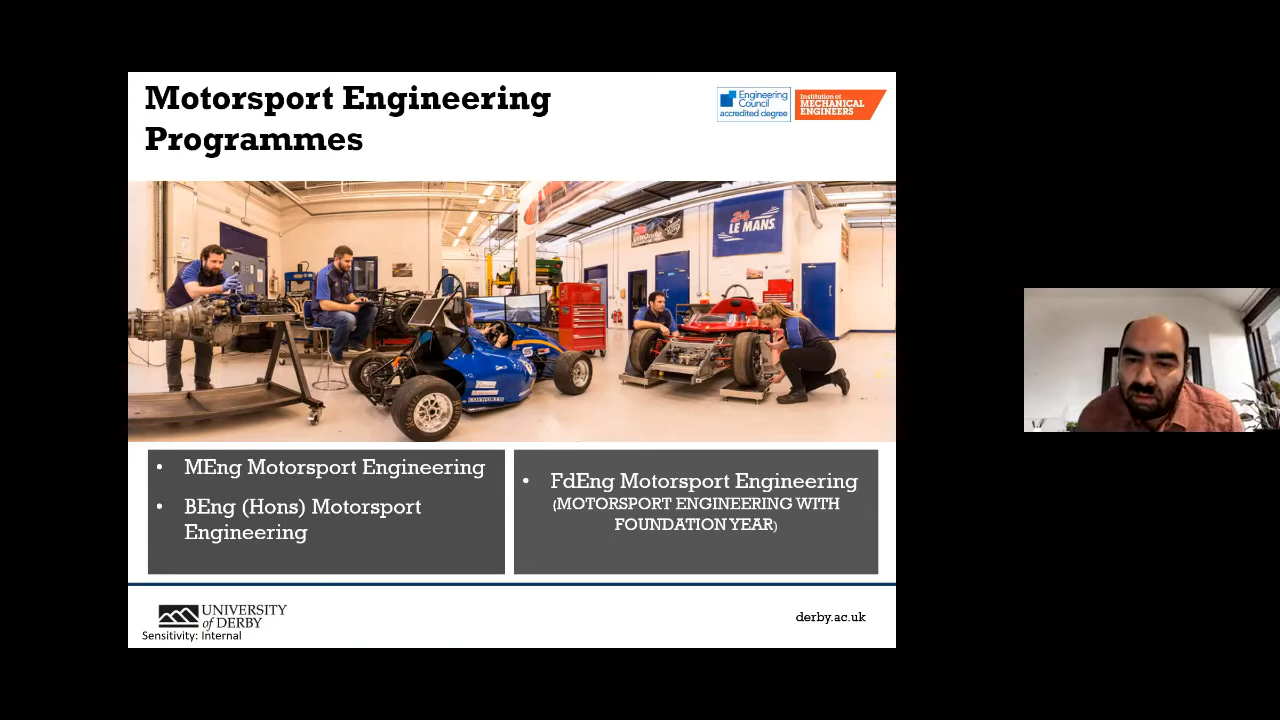 Motorsport Engineering
Programmes
Engineering
Council
accredited degree
Institution of
MECHANICAL
ENGINEERS
24
LE MANS
• MEng Motorsport Engineering
• BEng (Hons) Motorsport
Engineering
• FdEng Motorsport Engineering
(MOTORSPORT ENGINEERING WITH
FOUNDATION YEAR)
UNIVERSITY
of DERBY
Sensitivity: Internal
derby.ac.uk